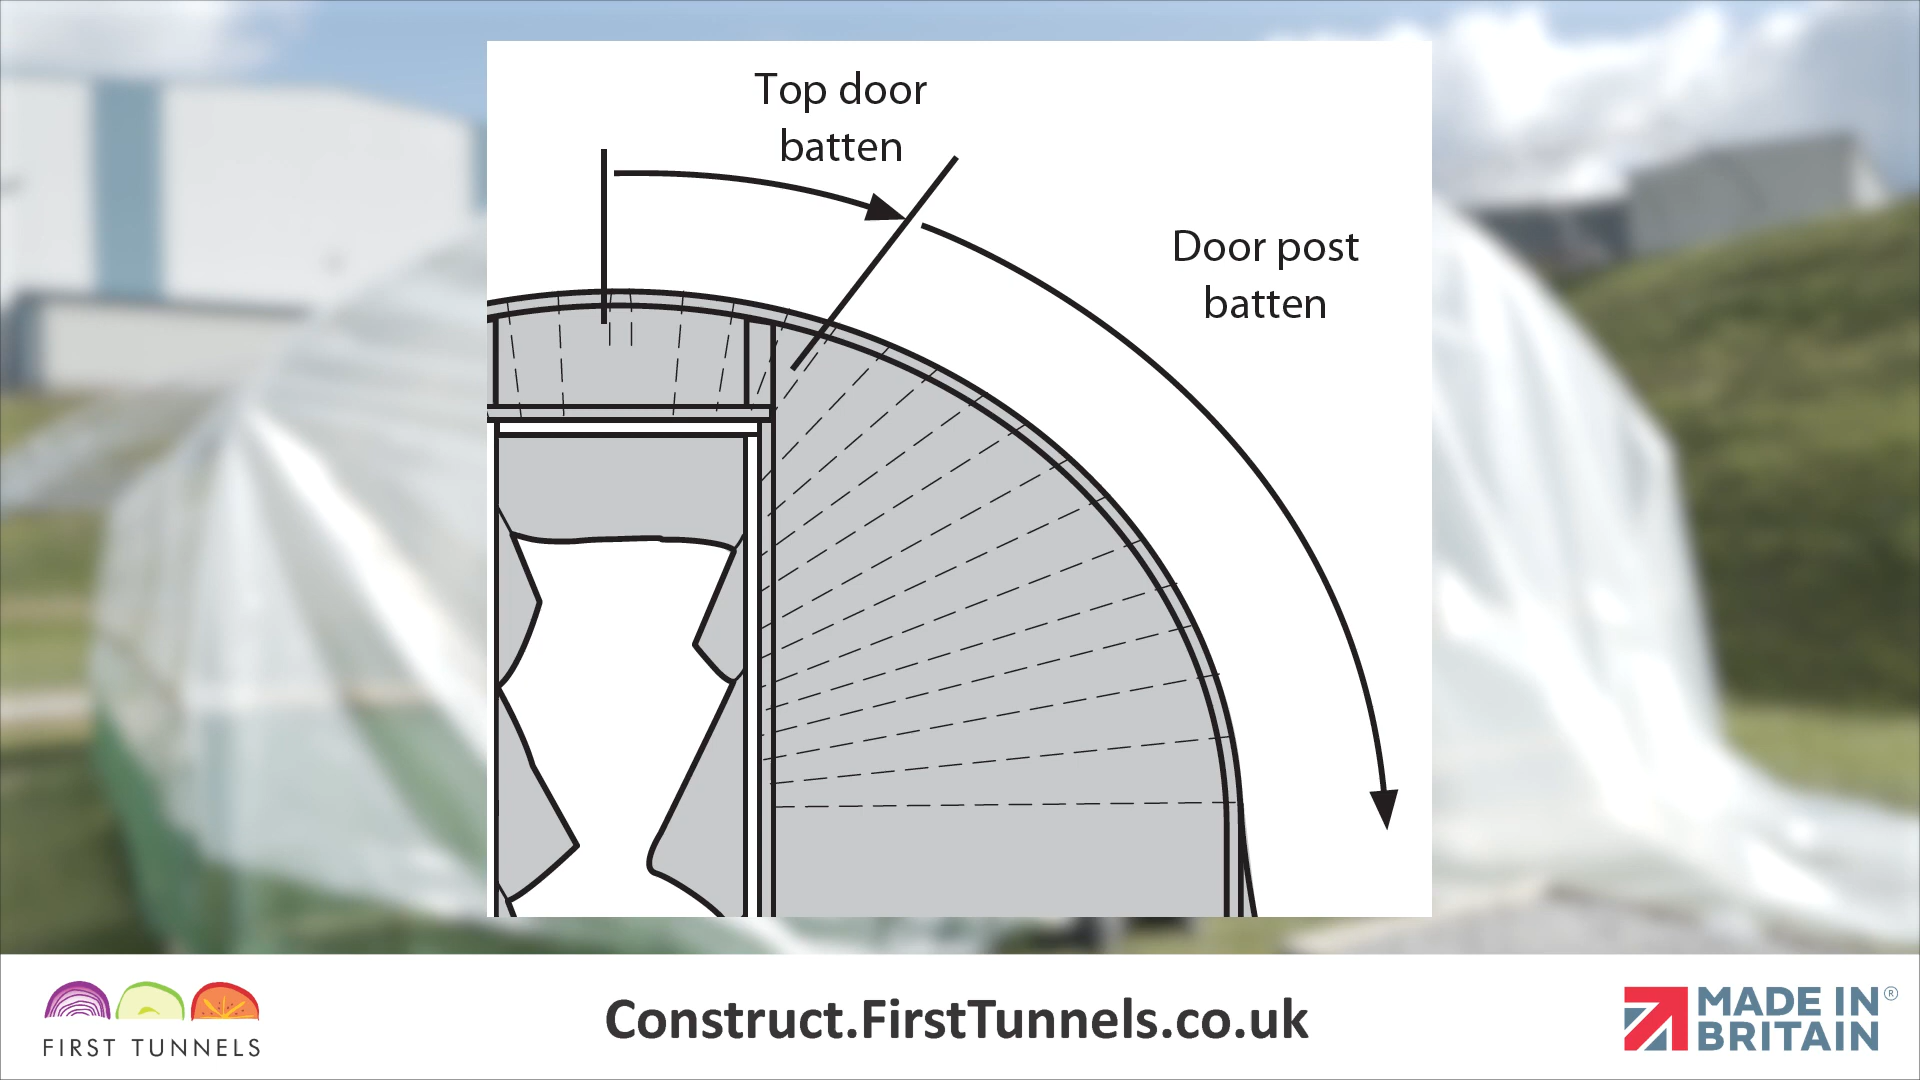 Top door
batten
Door post
batten
FIRST TUNNELS
Construct.FirstTunnels.co.uk
MADE IN®
BRITAIN